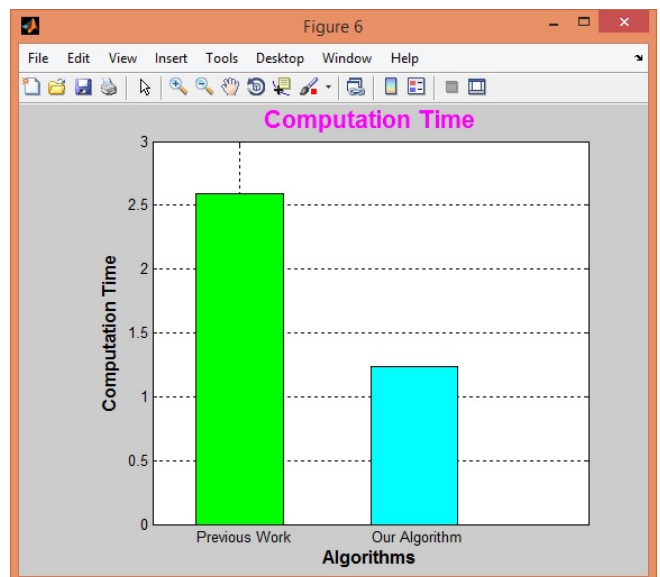 Figure 6
File Edit View Insert Tools Desktop Window Help
Computation Time
3
2.5
2
1.5
1
0.5
0
Computation Time
Previous Work Our Algorithm
Algorithms